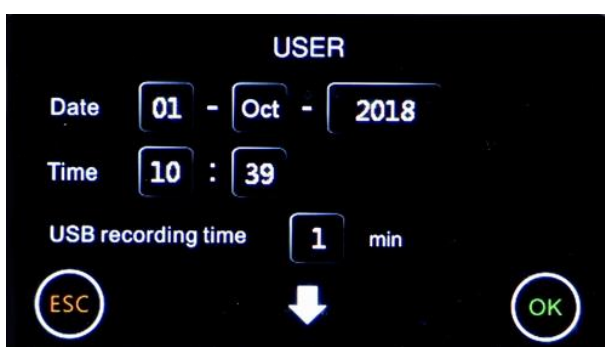 USER
Date 01 - Oct - 2018
Time 10 : 39
USB recording time 1 min
ESC OK